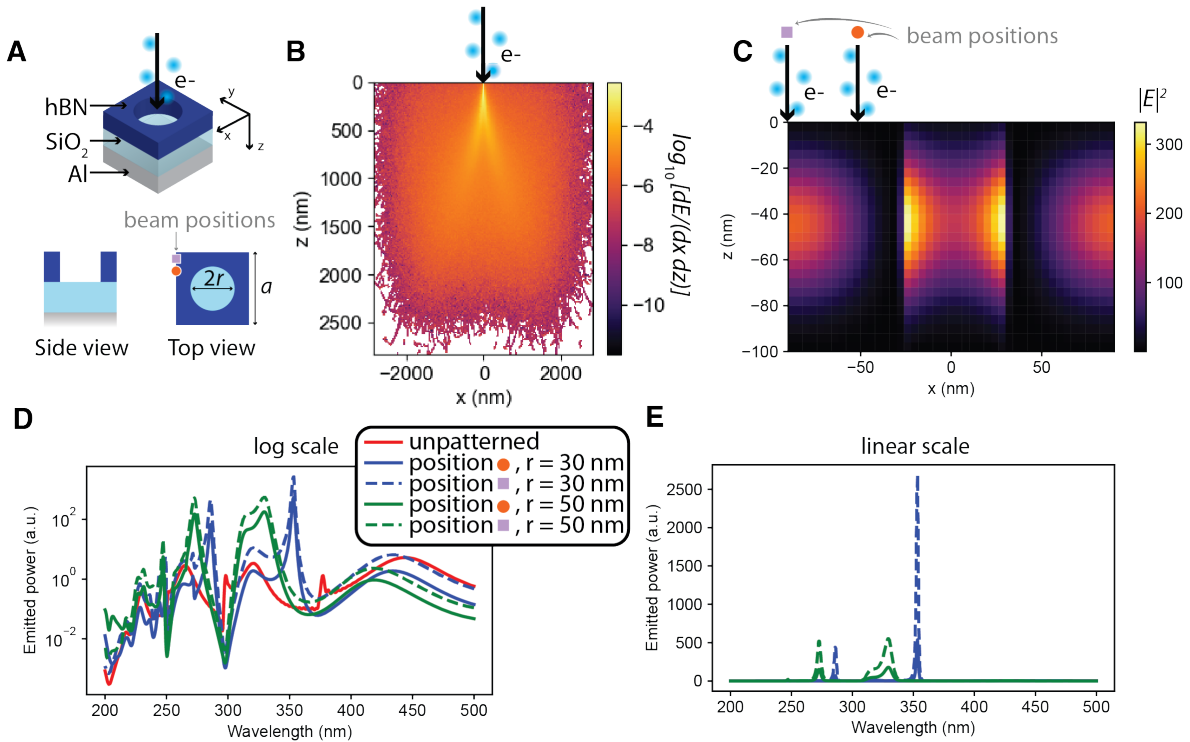 A
e-
hBN
SiO2
Al
y
x
z
beam positions
2r
a
Side view
Top view
B
e-
0
500
1000
1500
2000
2500
z (nm)
−2000
0
2000
x (nm)
−4
−6
−8
−10
log10 [dE/(dx dz)]
C
beam positions
e-
e-
0
−20
−40
−60
−80
−100
z (nm)
−50
0
50
x (nm)
|E|²
300
200
100
D
log scale
unpatterned
position , r = 30 nm
position , r = 30 nm
position , r = 50 nm
position , r = 50 nm
10²
10⁰
10⁻²
Emitted power (a.u.)
200
250
300
350
400
450
500
Wavelength (nm)
E
linear scale
2500
2000
1500
1000
500
0
Emitted power (a.u.)
200
250
300
350
400
450
500
Wavelength (nm)